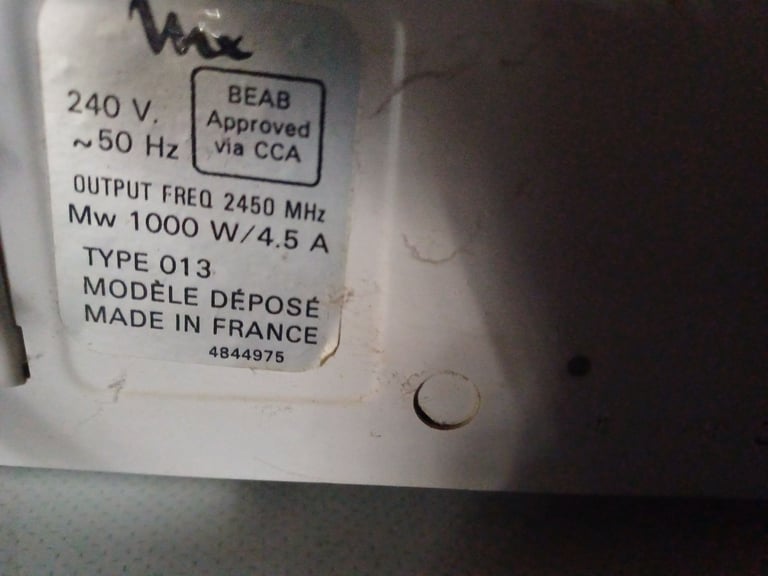 240 V.
~50 Hz
BEAB
Approved
via CCA
OUTPUT FREQ 2450 MHz
Mw 1000 W/4.5 A
TYPE 013
MODÈLE DÉPOSÉ
MADE IN FRANCE
4844975